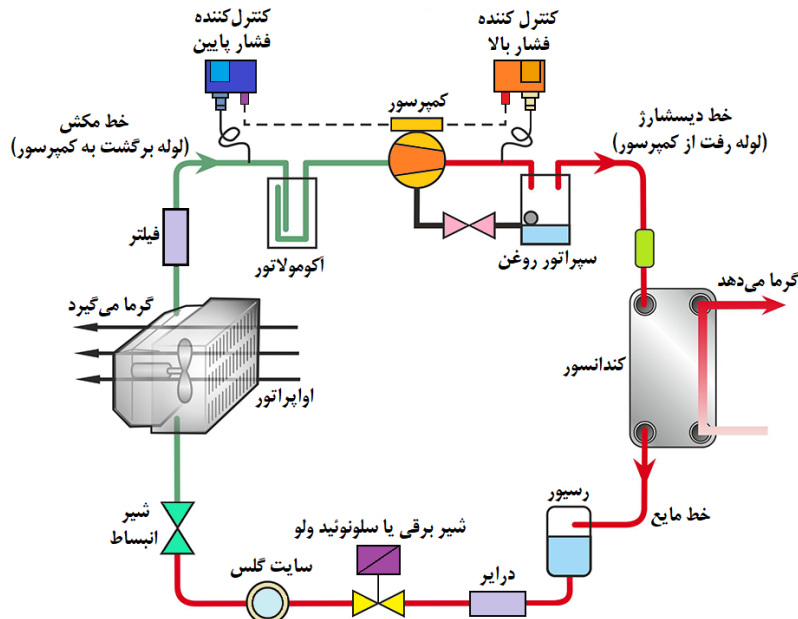 کنترل‌کننده
فشار پایین
کنترل کننده
فشار بالا
کمپرسور
خط مکش
(لوله برگشت به کمپرسور)
خط دیسشارژ
(لوله رفت از کمپرسور)
فیلتر
آکومولاتور
سپراتور روغن
گرما می‌گیرد
گرما می‌دهد
کندانسور
اواپراتور
رسیور
خط مایع
شیر
انبساط
شیر برقی یا سلونوئید ولو
سایت گلس
درایر